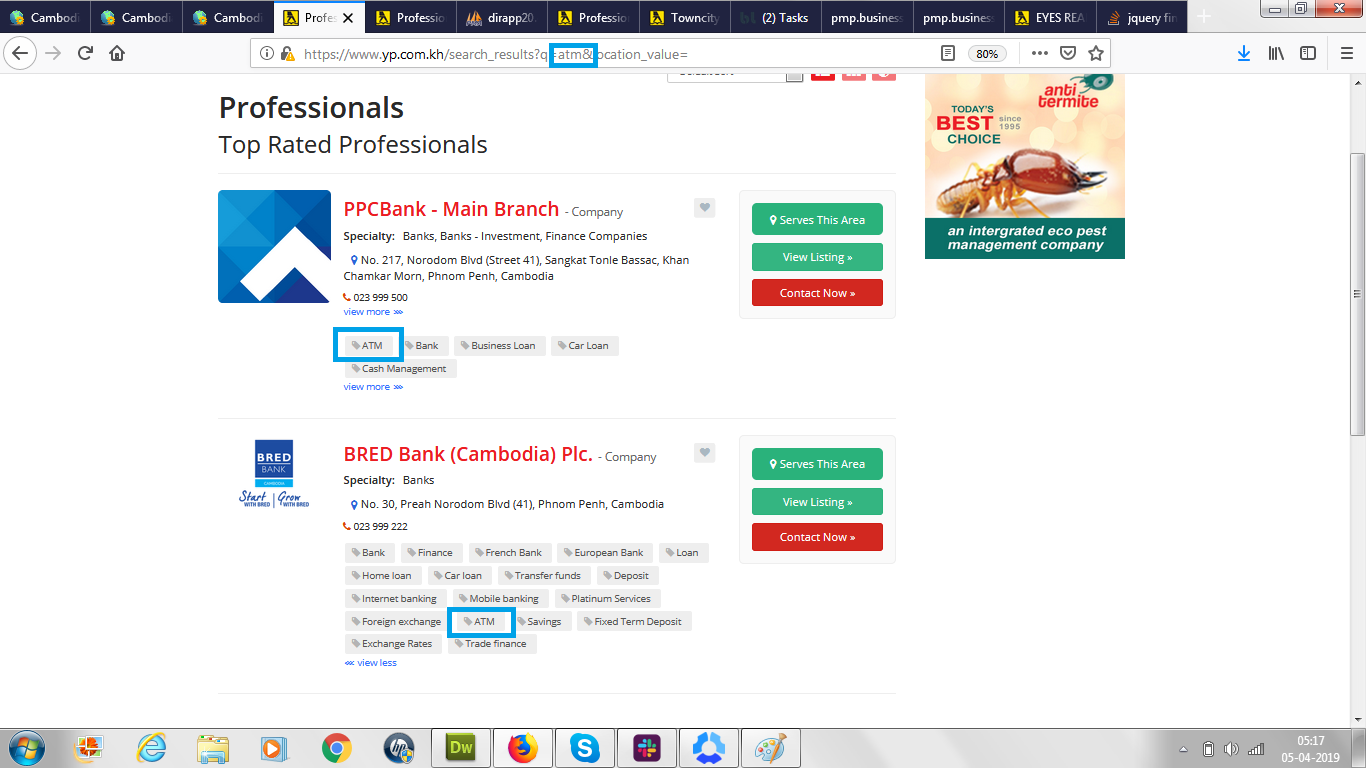 Cambodi
Cambodi
Cambodi
Profes
Professio
dirapp20.
Profession
Towncity
(2) Tasks
pmp.business
pmp.business
EYES REA
jquery fin
https://www.yp.com.kh/search_results?q=atm&location_value=
80%
Default Sort
Professionals
Top Rated Professionals
PPCBank - Main Branch - Company
Specialty: Banks, Banks - Investment, Finance Companies
No. 217, Norodom Blvd (Street 41), Sangkat Tonle Bassac, Khan
Chamkar Morn, Phnom Penh, Cambodia
023 999 500
view more
ATM Bank Business Loan Car Loan
Cash Management
view more
Serves This Area
View Listing »
Contact Now »
BRED
BANK
CAMBODIA
Start Grow
WITH BRED WITH BRED
BRED Bank (Cambodia) Plc. - Company
Specialty: Banks
No. 30, Preah Norodom Blvd (41), Phnom Penh, Cambodia
023 999 222
Bank Finance French Bank European Bank Loan
Home loan Car loan Transfer funds Deposit
Internet banking Mobile banking Platinum Services
Foreign exchange ATM Savings Fixed Term Deposit
Exchange Rates Trade finance
view less
Serves This Area
View Listing »
Contact Now »
anti
termite
TODAY'S
BEST since
1995
CHOICE
an intergrated eco pest
management company
Dw
05:17
05-04-2019